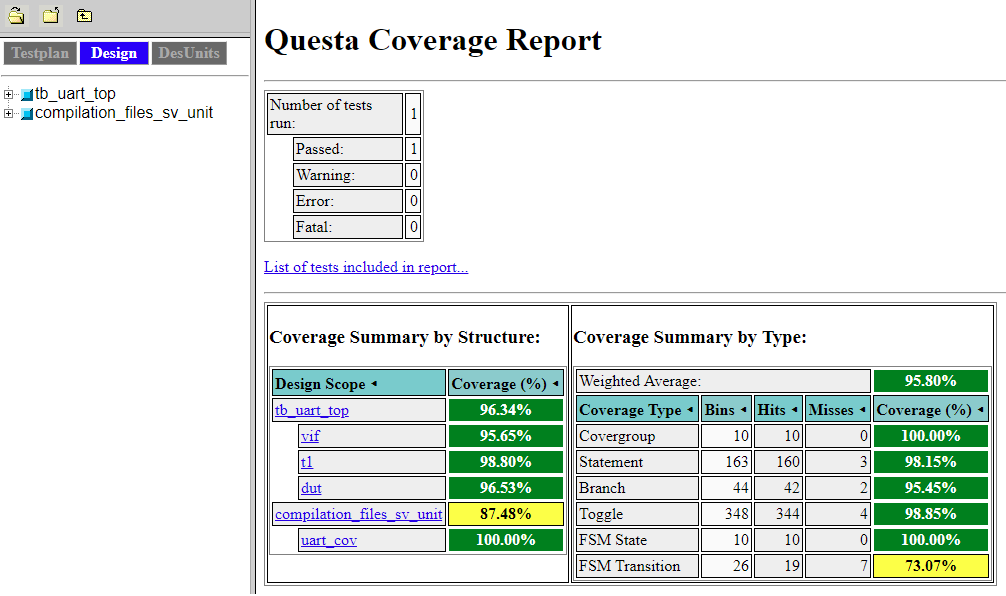 Testplan Design DesUnits
tb_uart_top
compilation_files_sv_unit
Questa Coverage Report
Number of tests
run: 1
Passed: 1
Warning: 0
Error: 0
Fatal: 0
List of tests included in report...
Coverage Summary by Structure:
Design Scope Coverage (%)
tb_uart_top 96.34%
vif 95.65%
t1 98.80%
dut 96.53%
compilation_files_sv_unit 87.48%
uart_cov 100.00%
Coverage Summary by Type:
Weighted Average: 95.80%
Coverage Type Bins Hits Misses Coverage (%)
Covergroup 10 10 0 100.00%
Statement 163 160 3 98.15%
Branch 44 42 2 95.45%
Toggle 348 344 4 98.85%
FSM State 10 10 0 100.00%
FSM Transition 26 19 7 73.07%